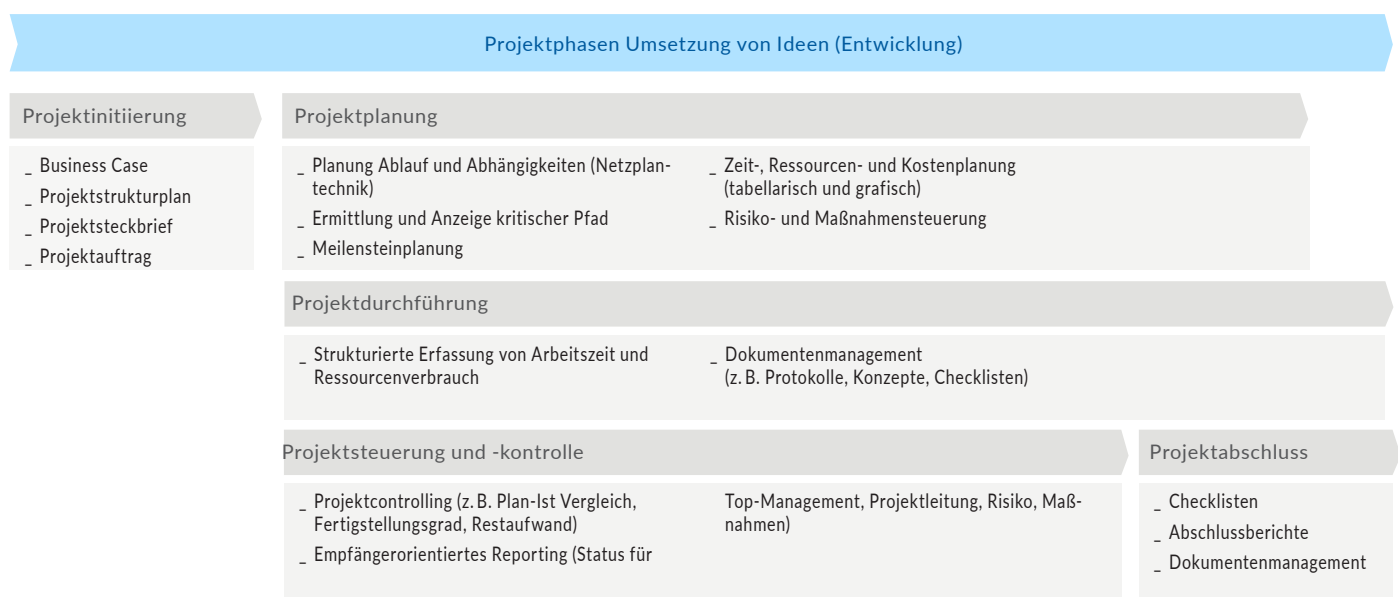 Projektphasen Umsetzung von Ideen (Entwicklung)
Projektinitiierung
_ Business Case
_ Projektstrukturplan
_ Projektsteckbrief
_ Projektauftrag
Projektplanung
_ Planung Ablauf und Abhängigkeiten (Netzplan-
technik)
_ Ermittlung und Anzeige kritischer Pfad
_ Meilensteinplanung
_ Zeit-, Ressourcen- und Kostenplanung
(tabellarisch und grafisch)
_ Risiko- und Maßnahmensteuerung
Projektdurchführung
_ Strukturierte Erfassung von Arbeitszeit und
Ressourcenverbrauch
_ Dokumentenmanagement
(z. B. Protokolle, Konzepte, Checklisten)
Projektsteuerung und -kontrolle
_ Projektcontrolling (z. B. Plan-Ist Vergleich,
Fertigstellungsgrad, Restaufwand)
_ Empfängerorientiertes Reporting (Status für
Top-Management, Projektleitung, Risiko, Maß-
nahmen)
Projektabschluss
_ Checklisten
_ Abschlussberichte
_ Dokumentenmanagement